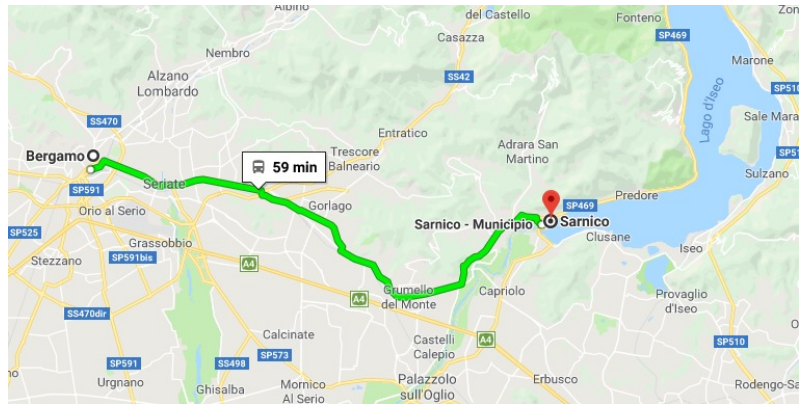 Albino
del Castello
Fonteno
SP469
Zon
Nembro
Casazza
Marone
Alzano
Lombardo
SS42
SP510
SS470
Lago d'Iseo
Sale Mara
Entratico
Adrara San
Martino
Bergamo
59 min
Trescore
Balneario
SP51
Seriate
Predore
Sulzano
SP591
Orio al Serio
Gorlago
Sarnico - Municipio
SP469
Sarnico
SP525
Grassobbio
Clusane
Iseo
Stezzano
SP591bis
A4
Grumello
del Monte
Capriolo
Provaglio
d'Iseo
SS470dir
A4
Calcinate
Castelli
Calepio
A4
SP510
SP591
SS498
SP573
Urgnano
Ghisalba
Mornico
Al Serio
Palazzolo
sull'Oglio
Erbusco
Rodengo-Sa